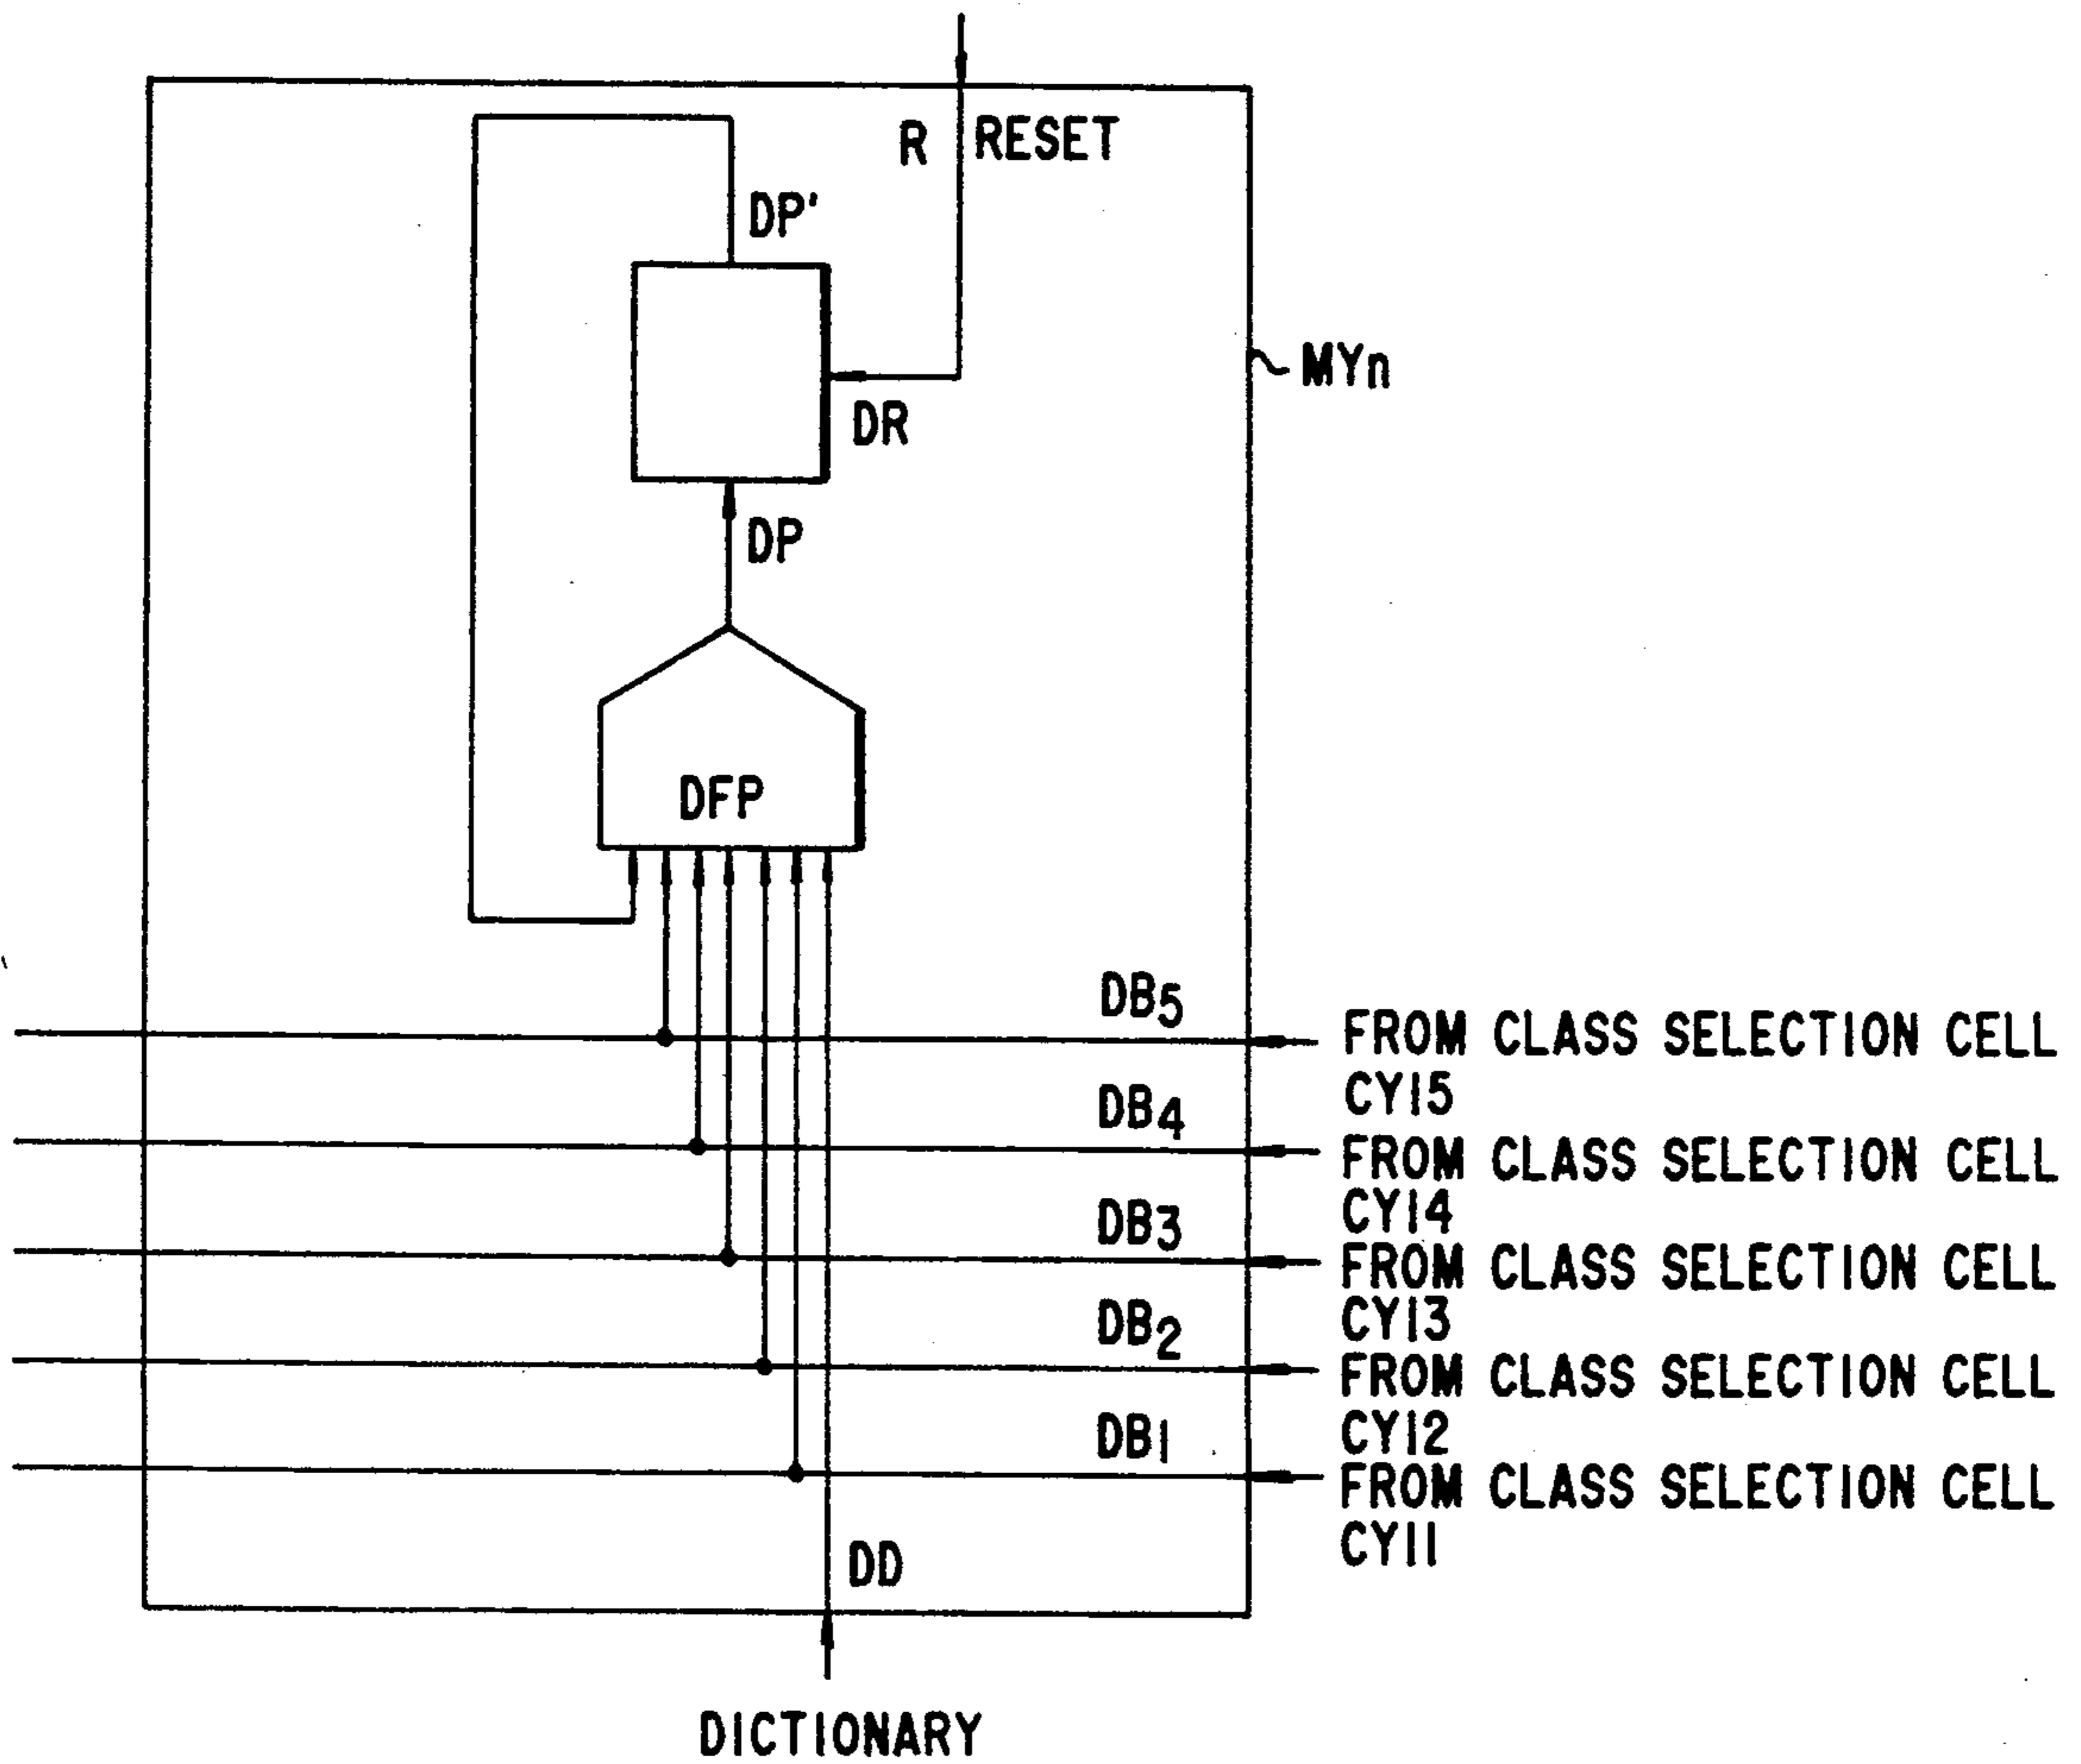 R RESET
DP'
MYn
DR
DP
DFP
DB5
FROM CLASS SELECTION CELL
CY15
DB4
FROM CLASS SELECTION CELL
CY14
DB3
FROM CLASS SELECTION CELL
CY13
DB2
FROM CLASS SELECTION CELL
CY12
DB1
FROM CLASS SELECTION CELL
CY11
DD
DICTIONARY